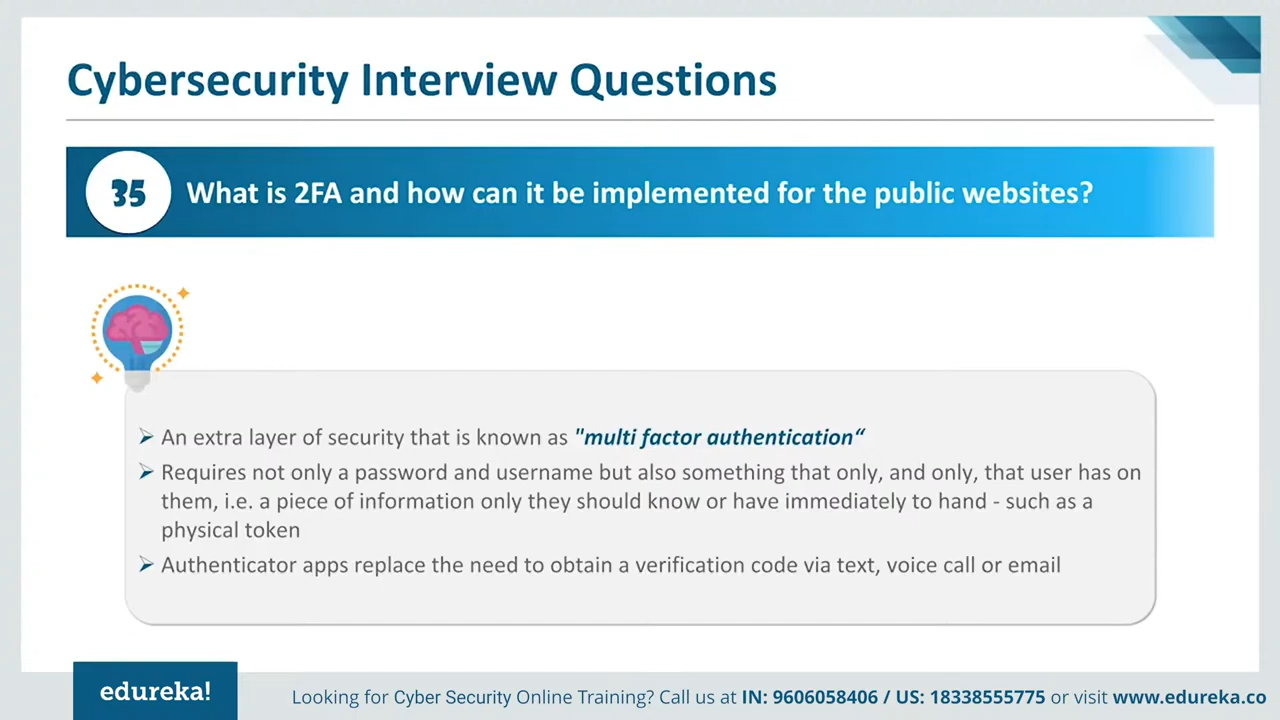 Cybersecurity Interview Questions
35 What is 2FA and how can it be implemented for the public websites?
➢ An extra layer of security that is known as "multi factor authentication“
➢ Requires not only a password and username but also something that only, and only, that user has on
them, i.e. a piece of information only they should know or have immediately to hand - such as a
physical token
➢ Authenticator apps replace the need to obtain a verification code via text, voice call or email
edureka!
Looking for Cyber Security Online Training? Call us at IN: 9606058406 / US: 18338555775 or visit www.edureka.co